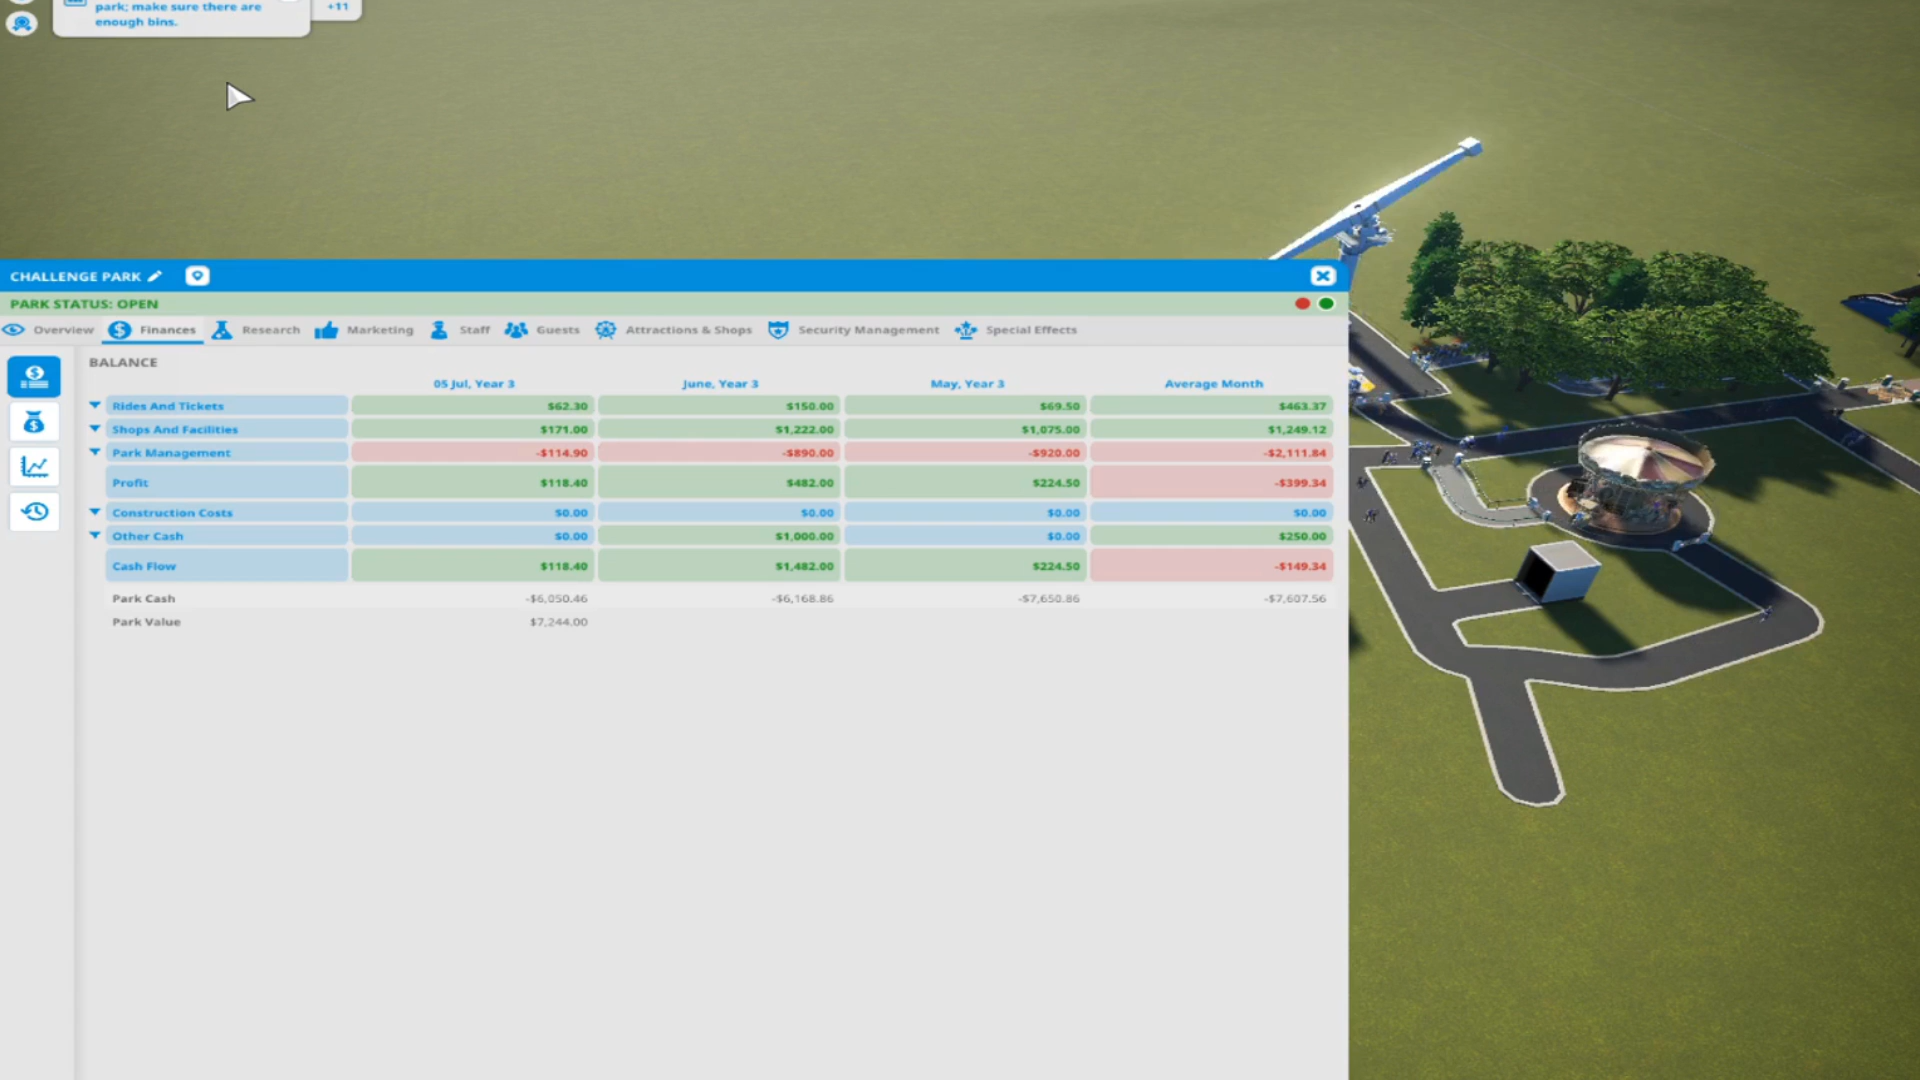 park; make sure there are
enough bins.
+11
CHALLENGE PARK
PARK STATUS: OPEN
Overview Finances Research Marketing Staff Guests Attractions & Shops Security Management Special Effects
BALANCE
05 Jul, Year 3 June, Year 3 May, Year 3 Average Month
Rides And Tickets $62.30 $150.00 $69.50 $463.37
Shops And Facilities $171.00 $1,222.00 $1,075.00 $1,249.12
Park Management -$114.90 -$890.00 -$920.00 -$2,111.84
Profit $118.40 $482.00 $224.50 -$399.34
Construction Costs $0.00 $0.00 $0.00 $0.00
Other Cash $0.00 $1,000.00 $0.00 $250.00
Cash Flow $118.40 $1,482.00 $224.50 -$149.34
Park Cash -$6,050.46 -$6,168.86 -$7,650.86 -$7,607.56
Park Value $7,244.00